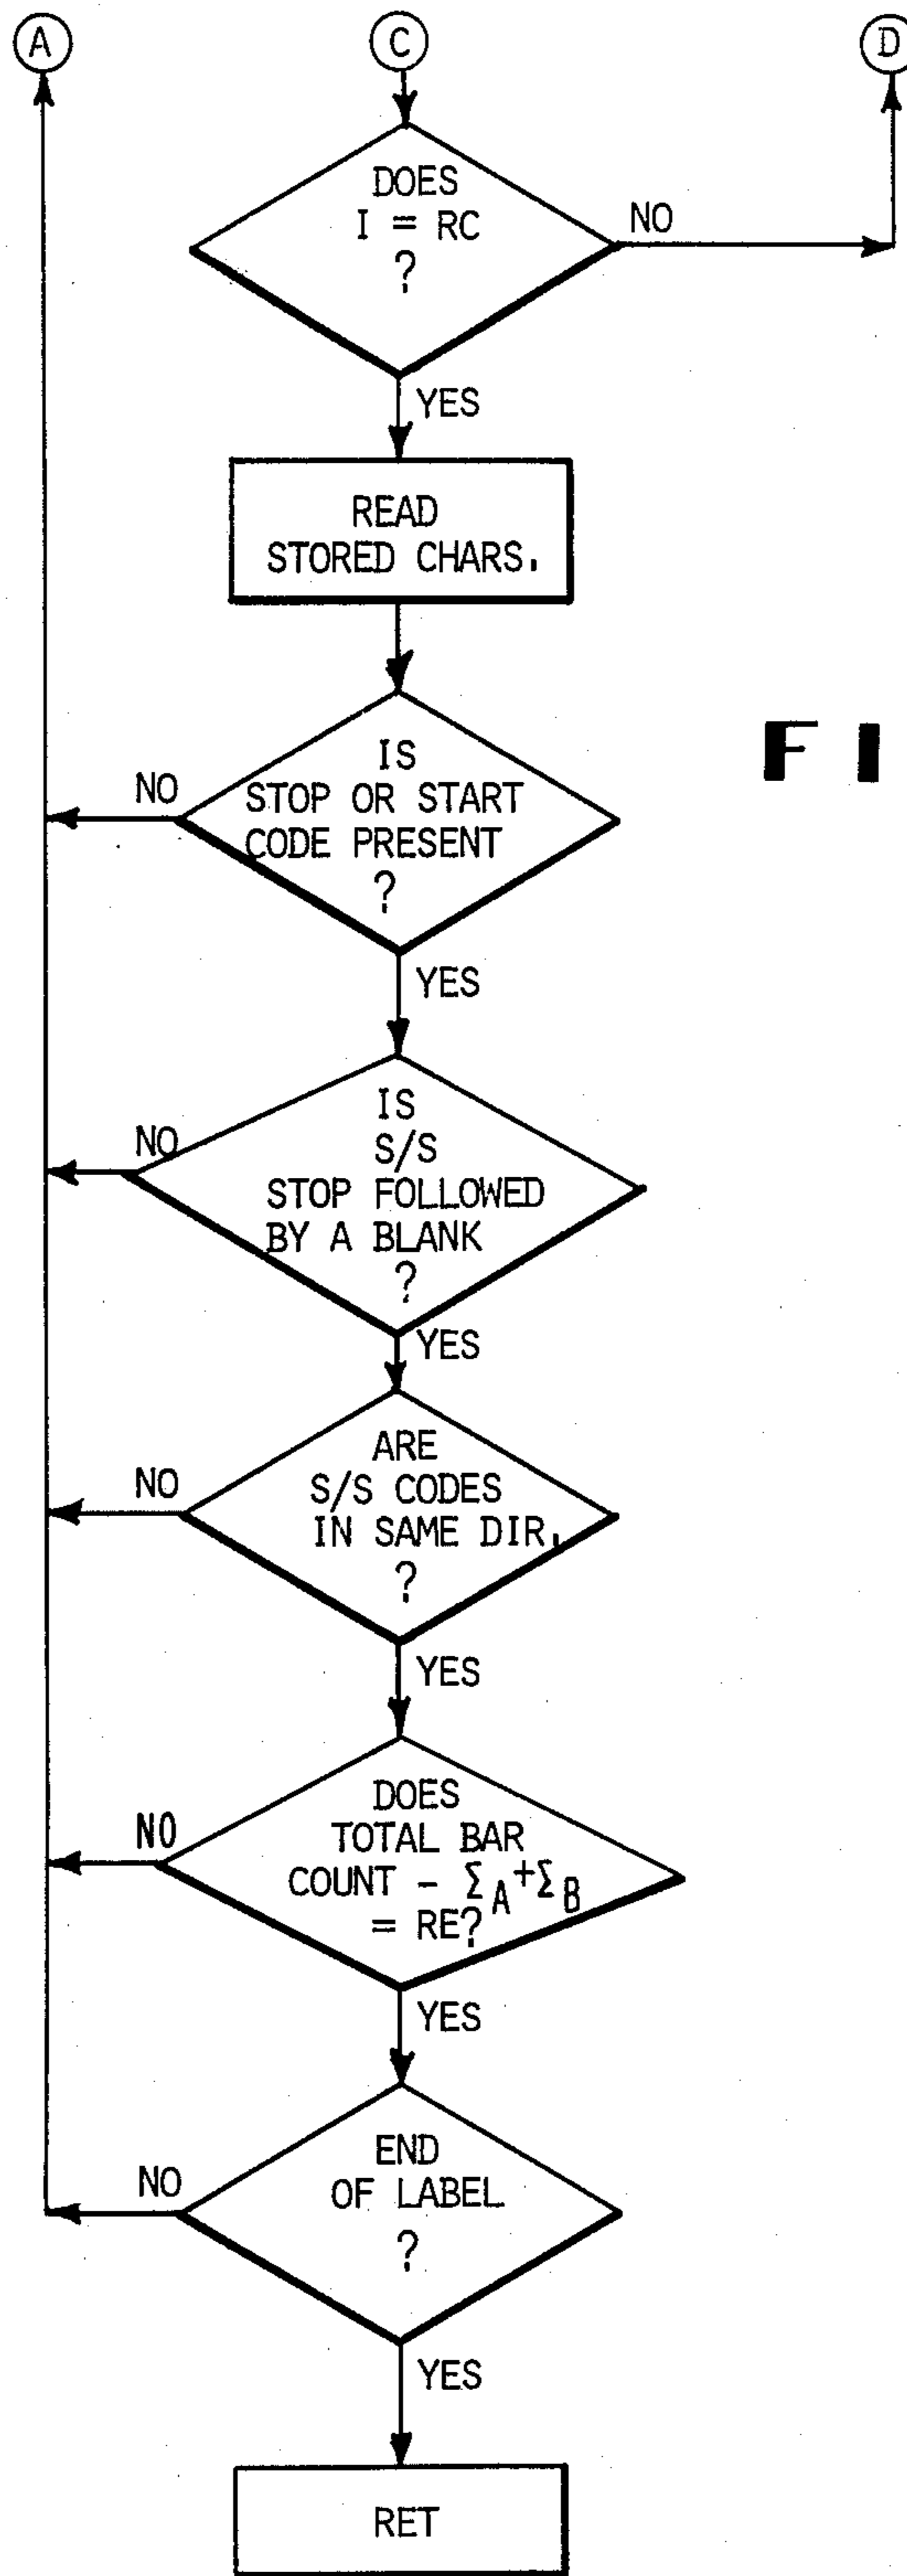 A
C
D
DOES
I = RC
?
NO
YES
READ
STORED CHARS.
IS
STOP OR START
CODE PRESENT
?
NO
F I
YES
IS
S/S
STOP FOLLOWED
BY A BLANK
?
NO
YES
ARE
S/S CODES
IN SAME DIR.
?
NO
YES
DOES
TOTAL BAR
COUNT - Σ A + Σ B
= RE?
NO
YES
END
OF LABEL
?
NO
YES
RET